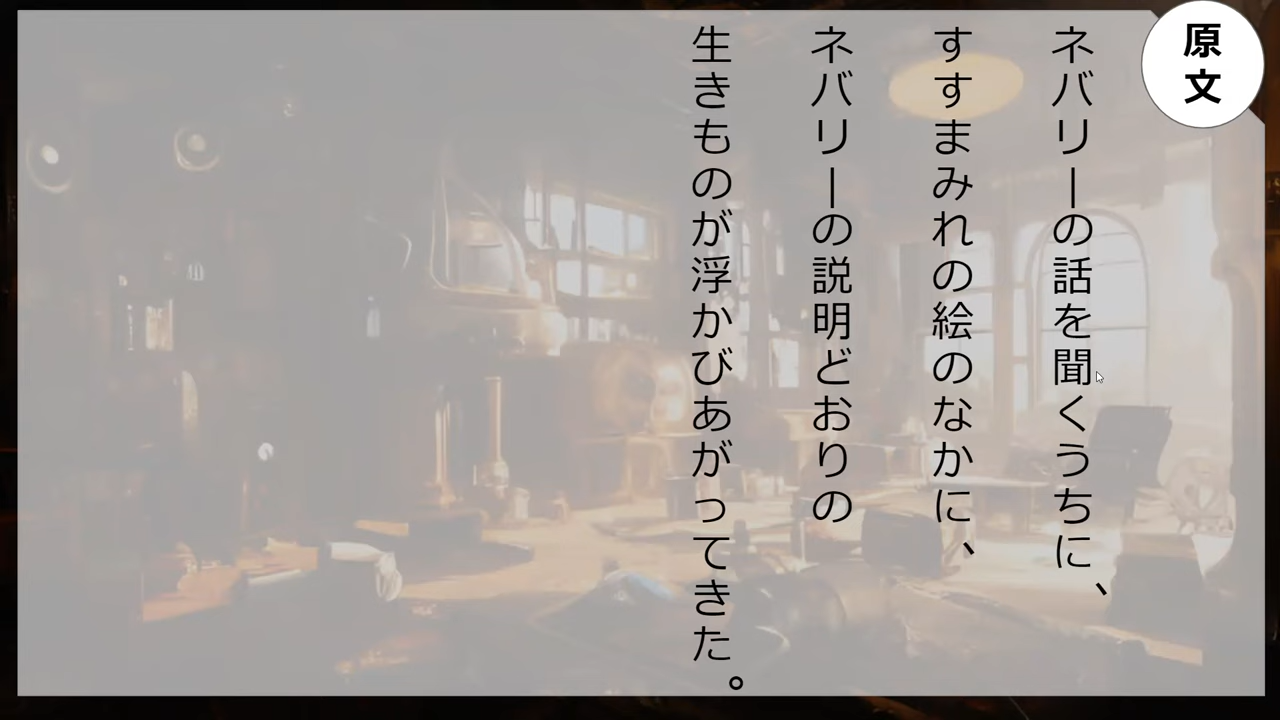 原文
ネバリーの話を聞くうちに、
すすまみれの絵のなかに、
ネバリーの説明どおりの
生きものが浮かびあがってきた。